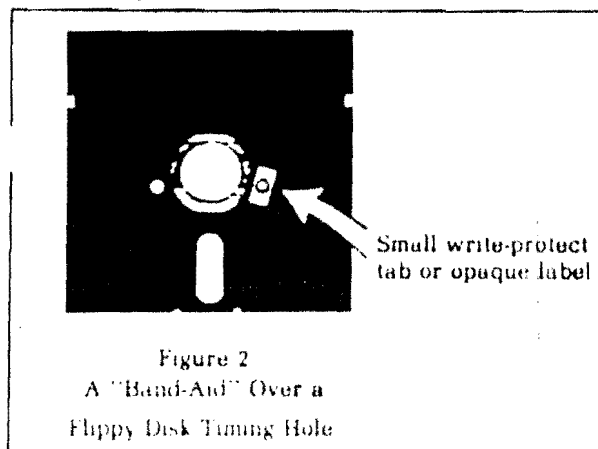 Small write-protect
tab or opaque label
Figure 2
A "Band-Aid" Over a
Flippy Disk Timing Hole